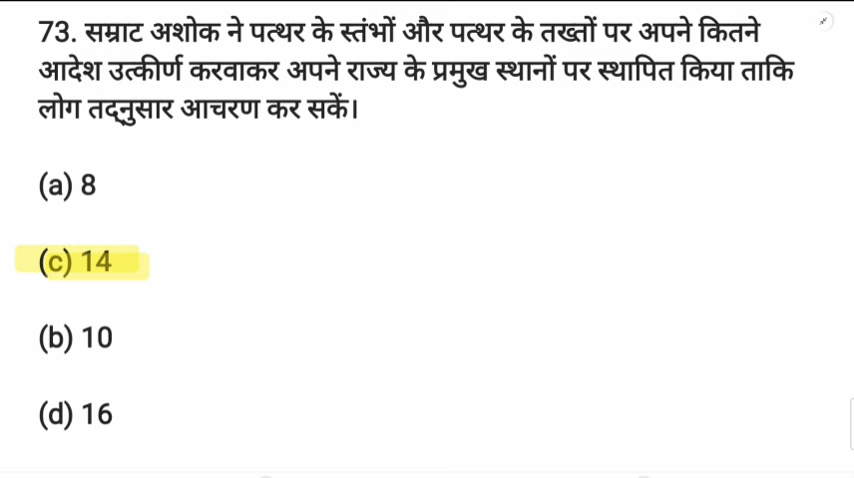 73. सम्राट अशोक ने पत्थर के स्तंभों और पत्थर के तख्तों पर अपने कितने
आदेश उत्कीर्ण करवाकर अपने राज्य के प्रमुख स्थानों पर स्थापित किया ताकि
लोग तद्नुसार आचरण कर सकें।
(a) 8
(c) 14
(b) 10
(d) 16